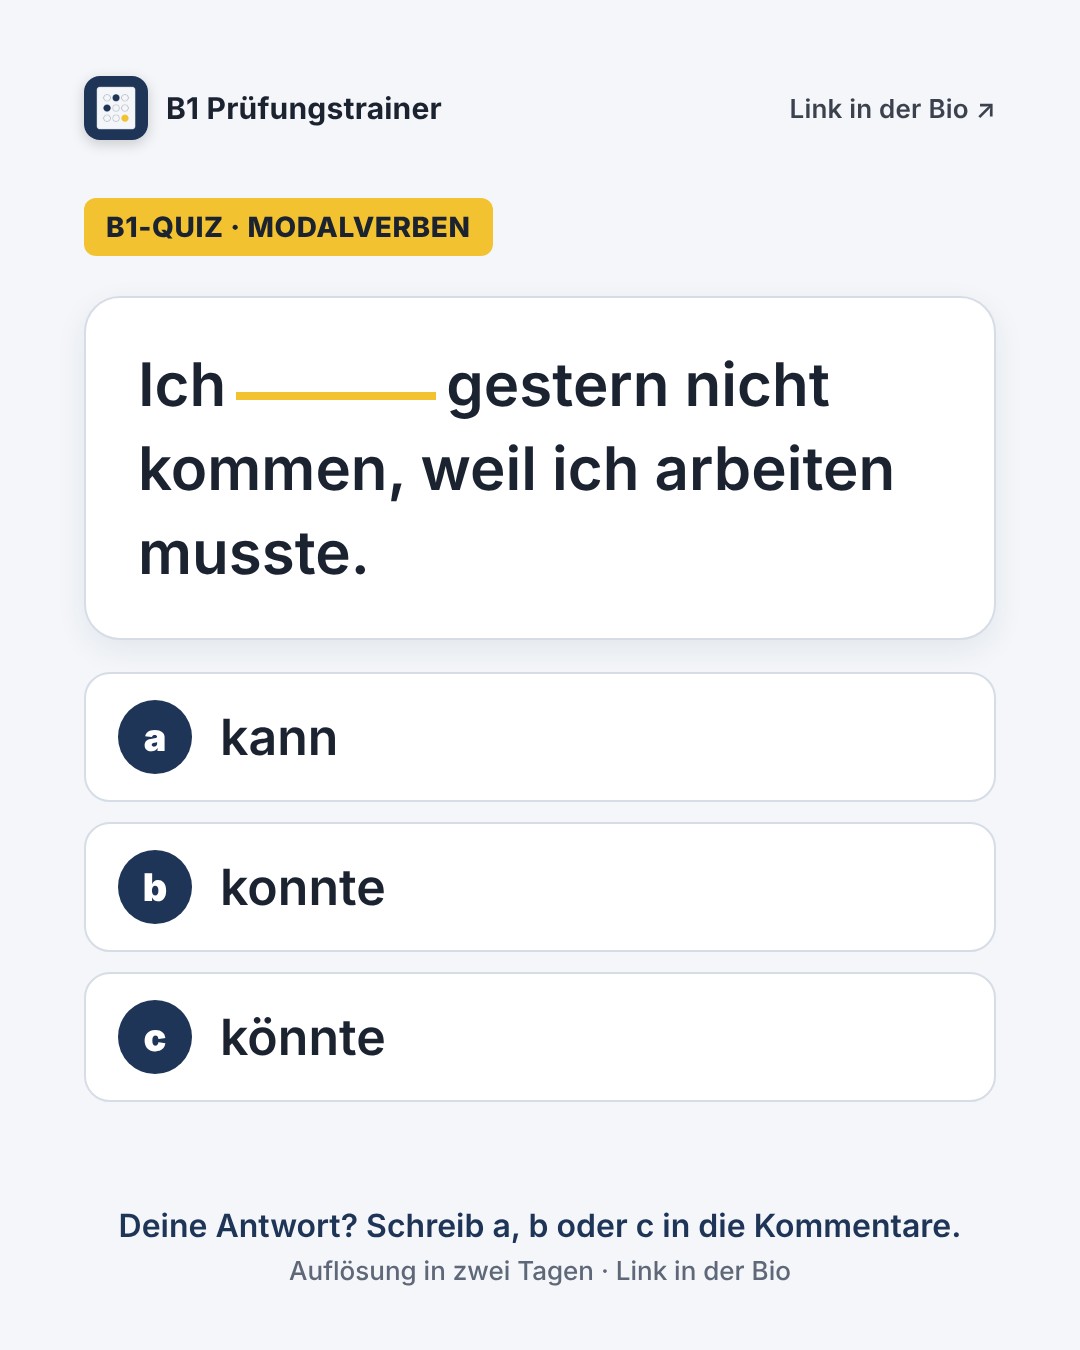 B1 Prüfungstrainer
Link in der Bio ↗
B1-QUIZ · MODALVERBEN
Ich ______ gestern nicht
kommen, weil ich arbeiten
musste.
a kann
b konnte
c könnte
Deine Antwort? Schreib a, b oder c in die Kommentare.
Auflösung in zwei Tagen · Link in der Bio